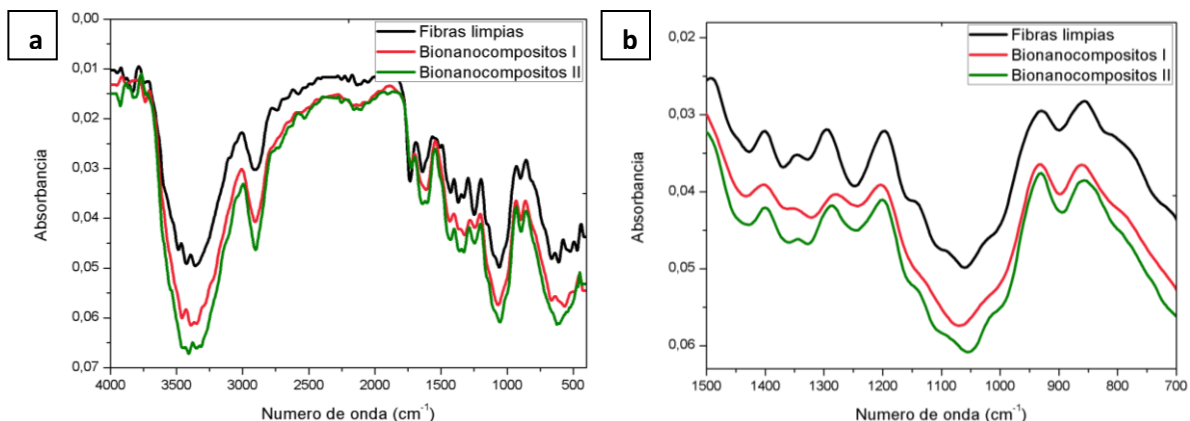 a
0,00
0,01
0,02
0,03
0,04
0,05
0,06
0,07
Absorbancia
Fibras limpias
Bionanocompositos I
Bionanocompositos II
4000 3500 3000 2500 2000 1500 1000 500
Numero de onda (cm⁻¹)
b
0,02
0,03
0,04
0,05
0,06
Absorbancia
Fibras limpias
Bionanocompositos I
Bionanocompositos II
1500 1400 1300 1200 1100 1000 900 800 700
Numero de onda (cm⁻¹)